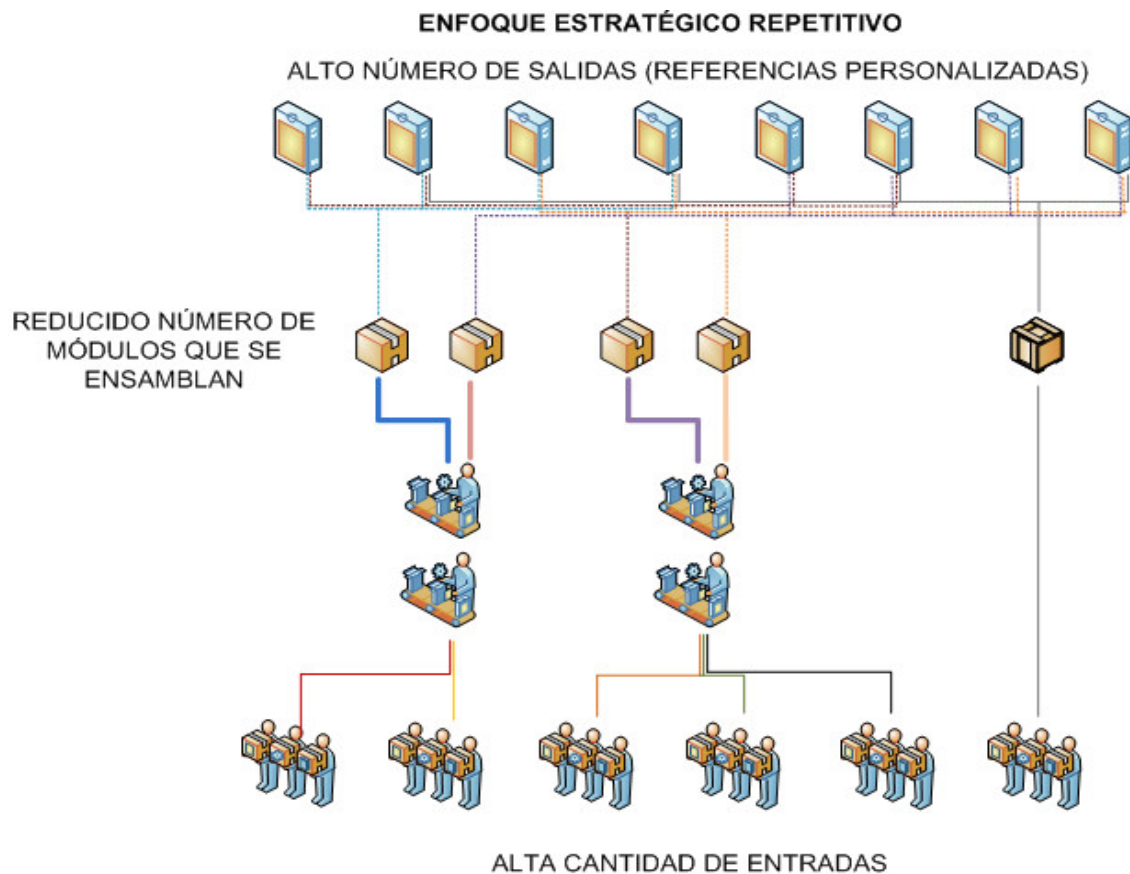 ENFOQUE ESTRATÉGICO REPETITIVO
ALTO NÚMERO DE SALIDAS (REFERENCIAS PERSONALIZADAS)
REDUCIDO NÚMERO DE
MÓDULOS QUE SE
ENSAMBLAN
ALTA CANTIDAD DE ENTRADAS